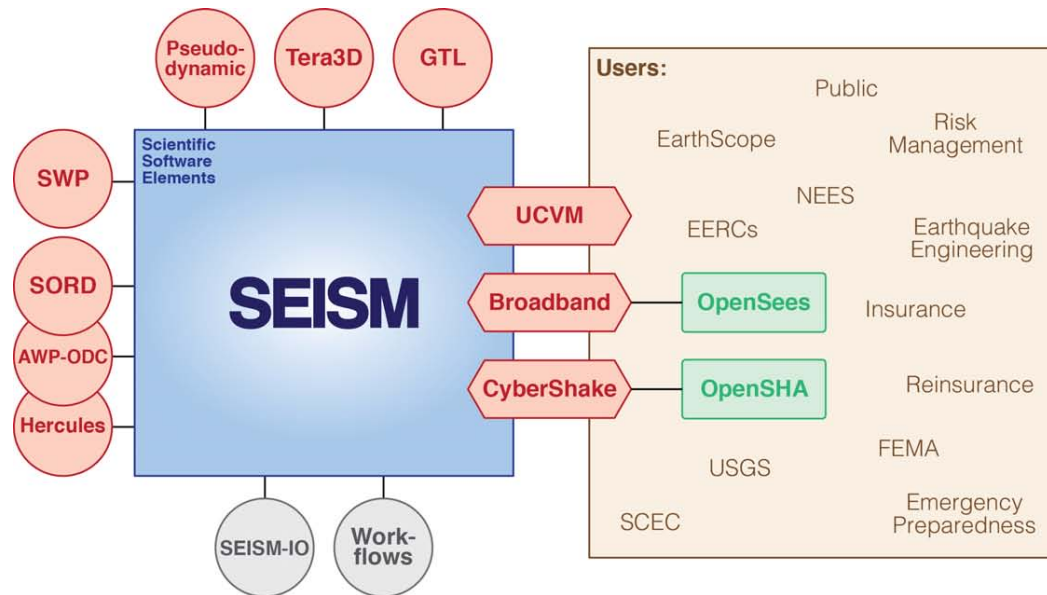 Pseudo-
dynamic
Tera3D
GTL
SWP
SORD
AWP-ODC
Hercules
Scientific
Software
Elements
SEISM
UCVM
Broadband
CyberShake
SEISM-IO
Work-
flows
Users:
Public
EarthScope
Risk
Management
NEES
EERCs
Earthquake
Engineering
OpenSees
Insurance
OpenSHA
Reinsurance
FEMA
USGS
SCEC
Emergency
Preparedness